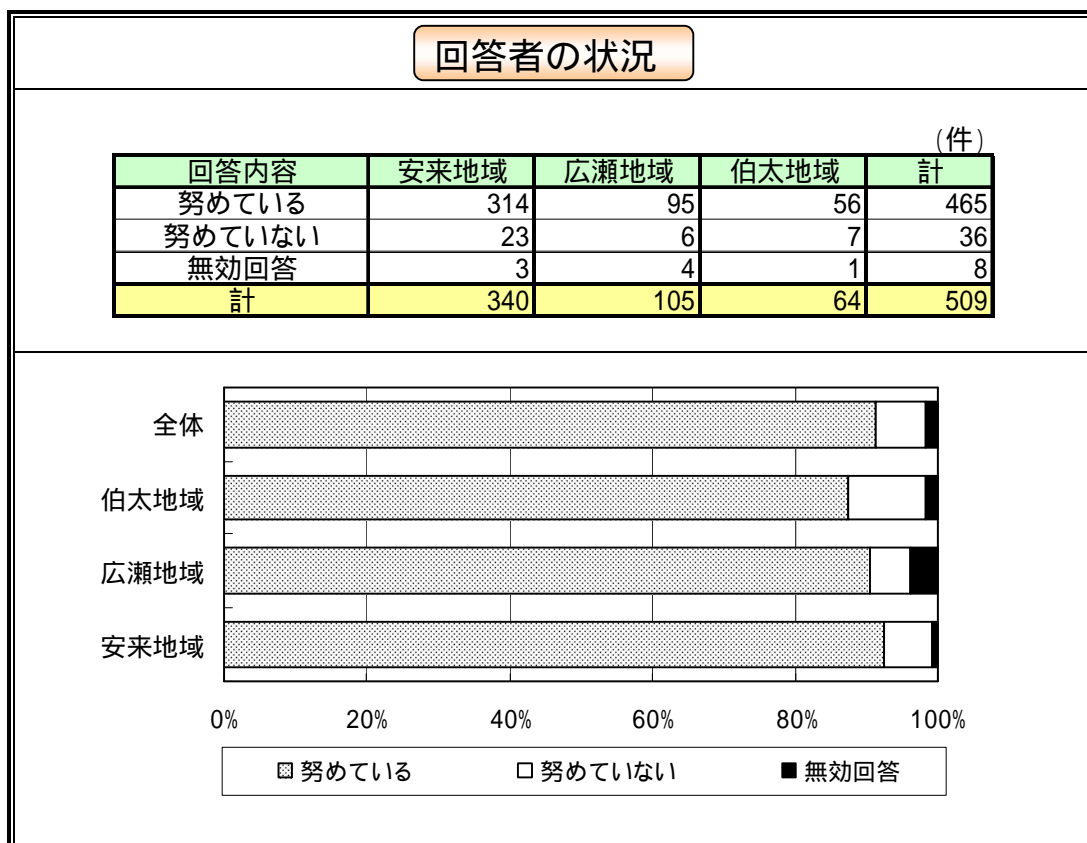 回答者の状況
(件)
回答内容 安来地域 広瀬地域 伯太地域 計
努めている 314 95 56 465
努めていない 23 6 7 36
無効回答 3 4 1 8
計 340 105 64 509
全体
伯太地域
広瀬地域
安来地域
0% 20% 40% 60% 80% 100%
努めている 努めていない 無効回答